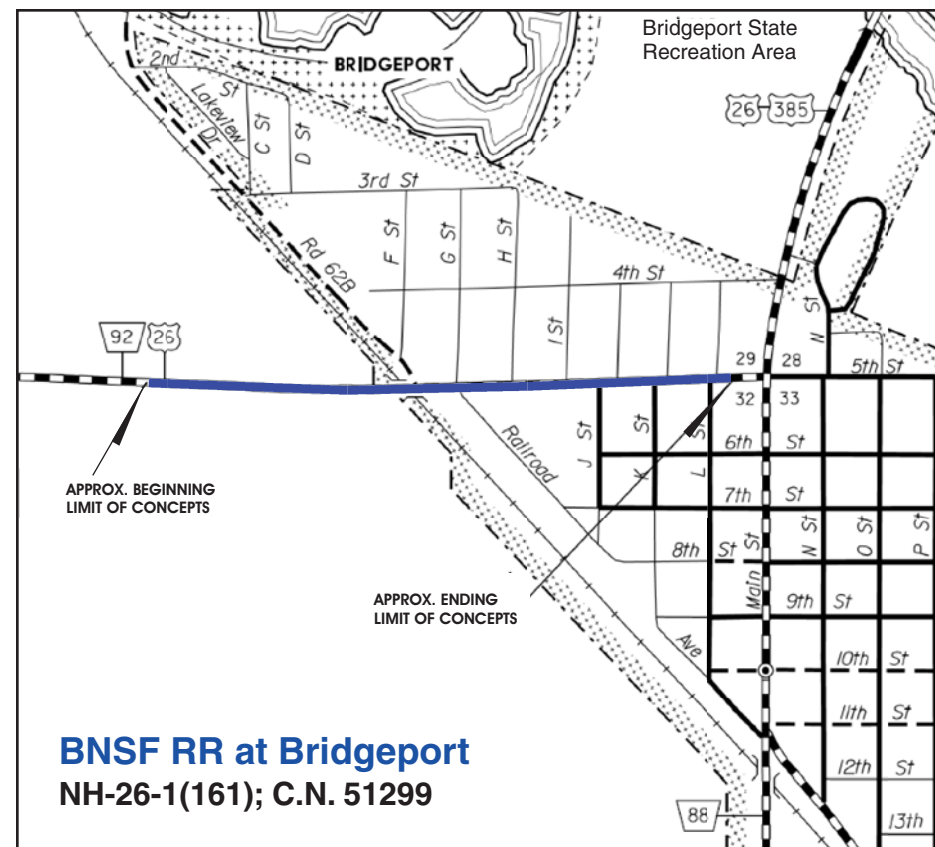 Bridgeport State
Recreation Area
BRIDGEPORT
2nd St
Lakeview Dr
C St
D St
26 385
3rd St
F St
G St
H St
Rd 62B
4th St
I St
N St
92 26
29 28
5th St
32 33
J St
K St
L St
6th St
Railroad Ave
7th St
APPROX. BEGINNING
LIMIT OF CONCEPTS
8th St
Main St
N St
O St
P St
APPROX. ENDING
LIMIT OF CONCEPTS
9th St
10th St
11th St
12th St
88
13th
BNSF RR at Bridgeport
NH-26-1(161); C.N. 51299